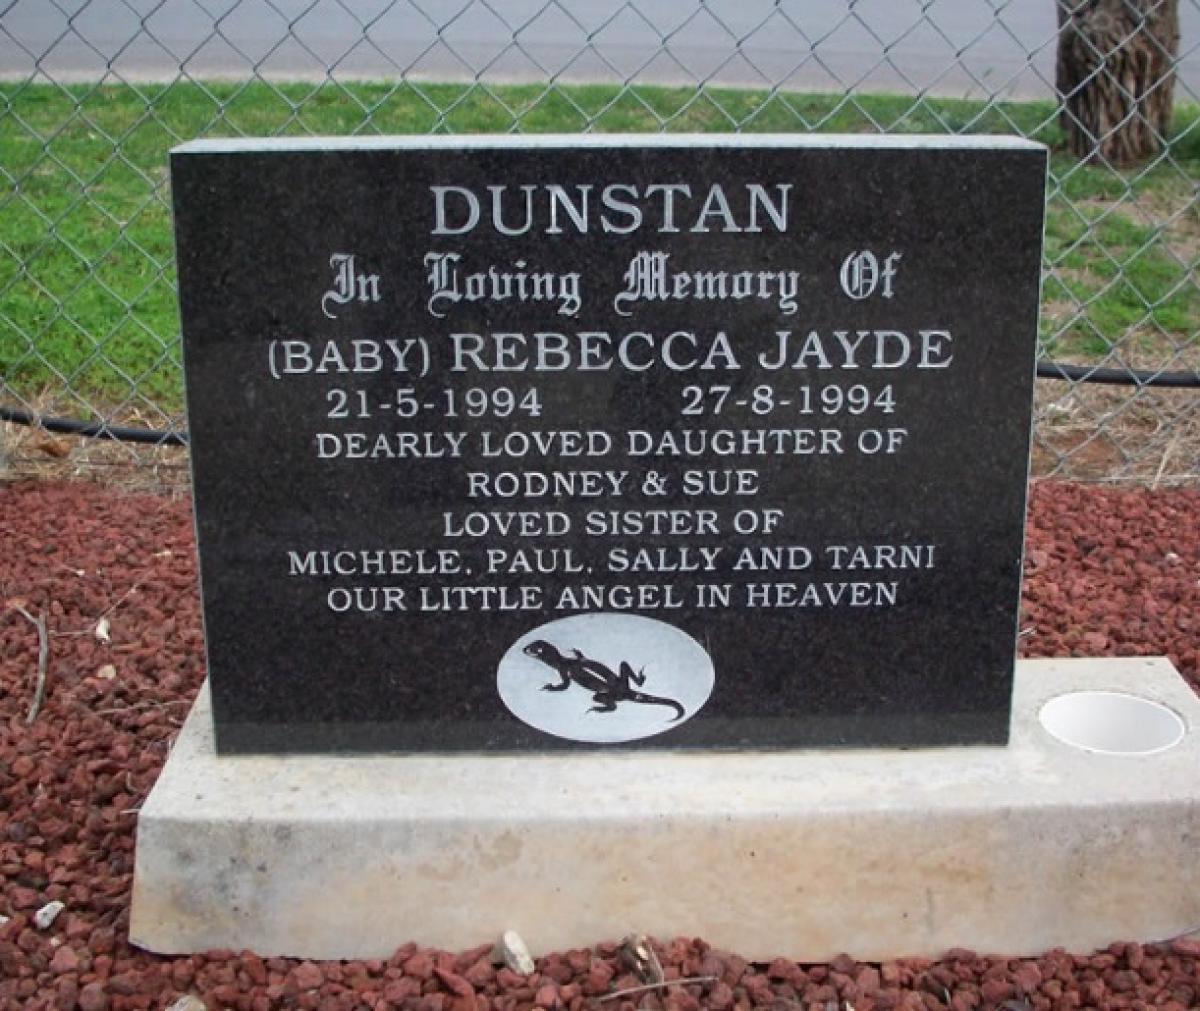 DUNSTAN
In Loving Memory Of
(BABY) REBECCA JAYDE
21-5-1994 27-8-1994
DEARLY LOVED DAUGHTER OF
RODNEY & SUE
LOVED SISTER OF
MICHELE, PAUL, SALLY AND TARNI
OUR LITTLE ANGEL IN HEAVEN